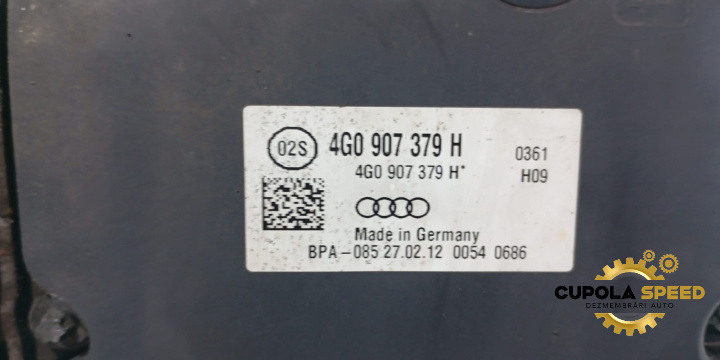 02S
4G0 907 379 H
0361
4G0 907 379 H*
H09
Made in Germany
BPA-085 27.02.12 0054 0686
CUPOLA SPEED
DEZMEMBRĂRI AUTO